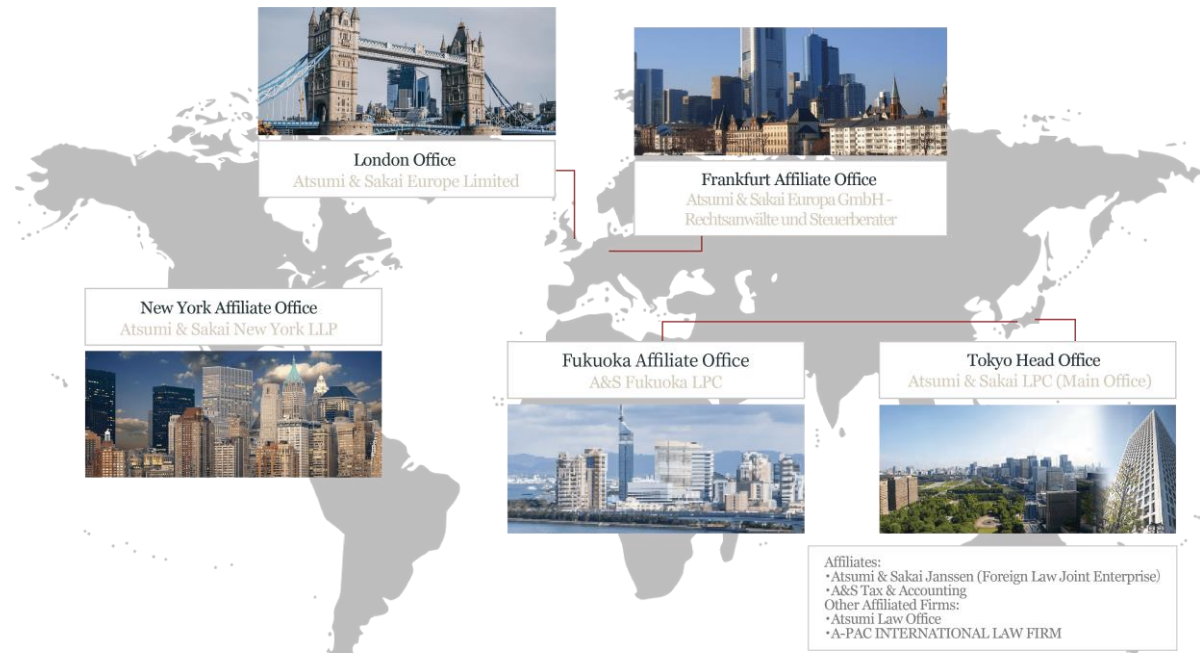 London Office
Atsumi & Sakai Europe Limited
Frankfurt Affiliate Office
Atsumi & Sakai Europa GmbH -
Rechtsanwälte und Steuerberater
New York Affiliate Office
Atsumi & Sakai New York LLP
Fukuoka Affiliate Office
A&S Fukuoka LPC
Tokyo Head Office
Atsumi & Sakai LPC (Main Office)
Affiliates:
・Atsumi & Sakai Janssen (Foreign Law Joint Enterprise)
・A&S Tax & Accounting
Other Affiliated Firms:
・Atsumi Law Office
・A-PAC INTERNATIONAL LAW FIRM